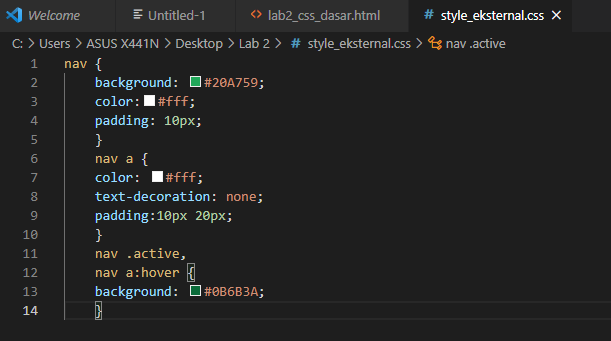 Welcome Untitled-1 lab2_css_dasar.html style_eksternal.css
C: > Users > ASUS X441N > Desktop > Lab 2 > # style_eksternal.css > nav .active
1 nav {
2 background: #20A759;
3 color: #fff;
4 padding: 10px;
5 }
6 nav a {
7 color: #fff;
8 text-decoration: none;
9 padding:10px 20px;
10 }
11 nav .active,
12 nav a:hover {
13 background: #0B6B3A;
14 }